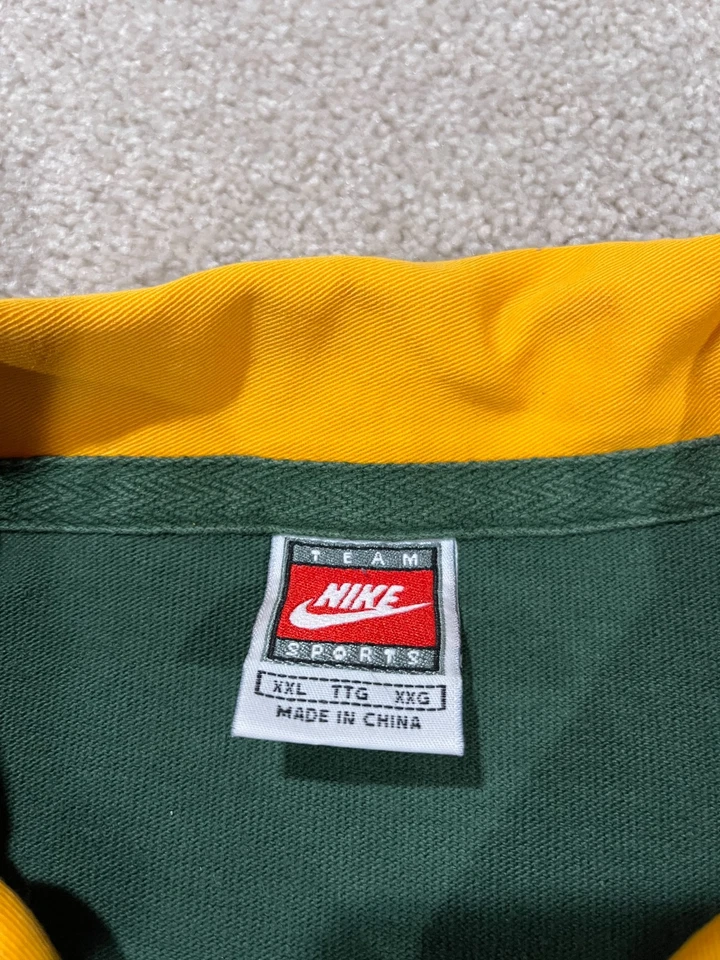 TEAM
NIKE
SPORTS
XXL TTG XXG
MADE IN CHINA